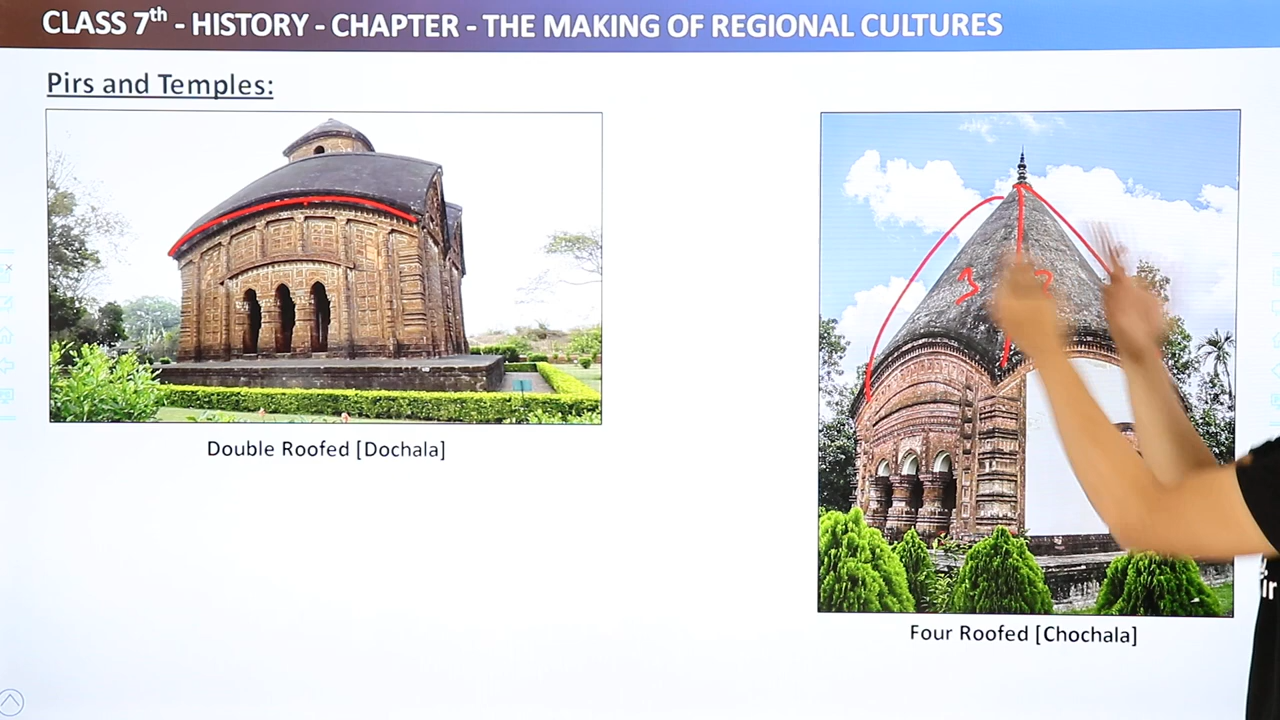 CLASS 7th - HISTORY - CHAPTER - THE MAKING OF REGIONAL CULTURES
Pirs and Temples:
Double Roofed [Dochala]
Four Roofed [Chochala]